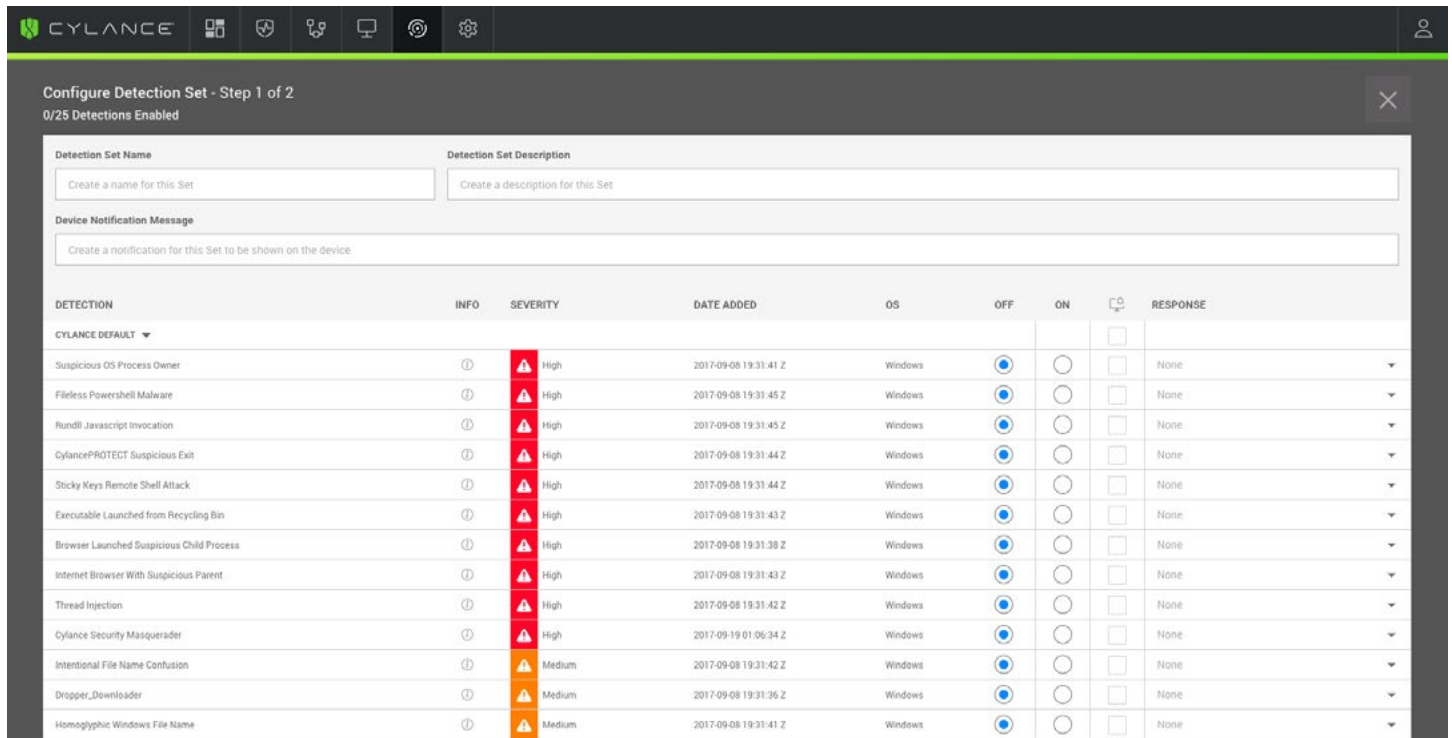 CYLANCE
Configure Detection Set - Step 1 of 2
0/25 Detections Enabled
Detection Set Name Detection Set Description
Create a name for this Set Create a description for this Set
Device Notification Message
Create a notification for this Set to be shown on the device
DETECTION INFO SEVERITY DATE ADDED OS OFF ON RESPONSE
CYLANCE DEFAULT
Suspicious OS Process Owner High 2017-09-08 19:31:41 Z Windows None
Fileless Powershell Malware High 2017-09-08 19:31:45 Z Windows None
Rundll Javascript Invocation High 2017-09-08 19:31:45 Z Windows None
CylancePROTECT Suspicious Exit High 2017-09-08 19:31:44 Z Windows None
Sticky Keys Remote Shell Attack High 2017-09-08 19:31:44 Z Windows None
Executable Launched from Recycling Bin High 2017-09-08 19:31:43 Z Windows None
Browser Launched Suspicious Child Process High 2017-09-08 19:31:38 Z Windows None
Internet Browser With Suspicious Parent High 2017-09-08 19:31:43 Z Windows None
Thread Injection High 2017-09-08 19:31:42 Z Windows None
Cylance Security Masquerader High 2017-09-19 01:06:34 Z Windows None
Intentional File Name Confusion Medium 2017-09-08 19:31:42 Z Windows None
Dropper_Downloader Medium 2017-09-08 19:31:36 Z Windows None
Homoglyphic Windows File Name Medium 2017-09-08 19:31:41 Z Windows None